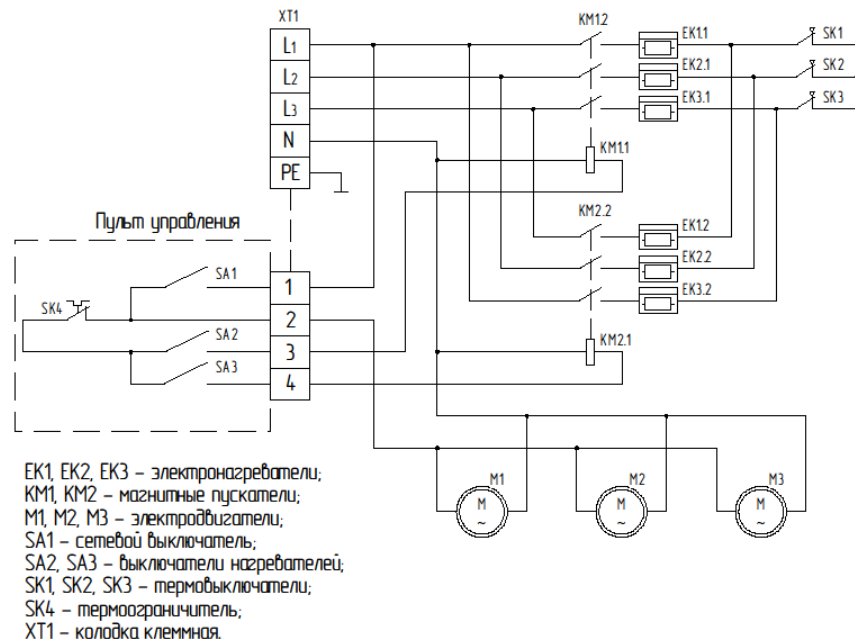 XT1
KM1.2
L1
EK1.1
SK1
L2
EK2.1
SK2
L3
EK3.1
SK3
N
KM1.1
PE
Пульт управления
KM2.2
EK1.2
EK2.2
SA1
1
EK3.2
SK4
2
SA2
3
KM2.1
SA3
4
M1
M2
M3
M
~
M
~
M
~
EK1, EK2, EK3 – электронагреватели;
KM1, KM2 – магнитные пускатели;
M1, M2, M3 – электродвигатели;
SA1 – сетевой выключатель;
SA2, SA3 – выключатели нагревателей;
SK1, SK2, SK3 – термовыключатели;
SK4 – термоограничитель;
XT1 – колодка клеммная.